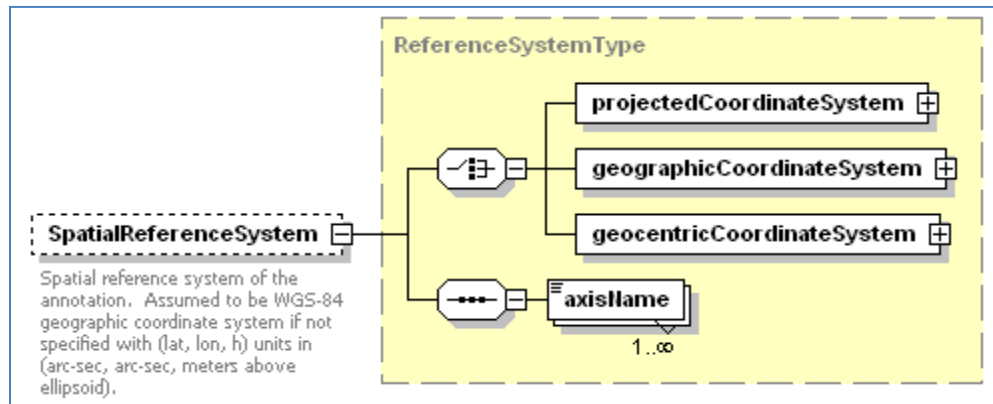 ReferenceSystemType
projectedCoordinateSystem
geographicCoordinateSystem
geocentricCoordinateSystem
SpatialReferenceSystem
Spatial reference system of the
annotation. Assumed to be WGS-84
geographic coordinate system if not
specified with (lat, lon, h) units in
(arc-sec, arc-sec, meters above
ellipsoid).
axisName
1..∞